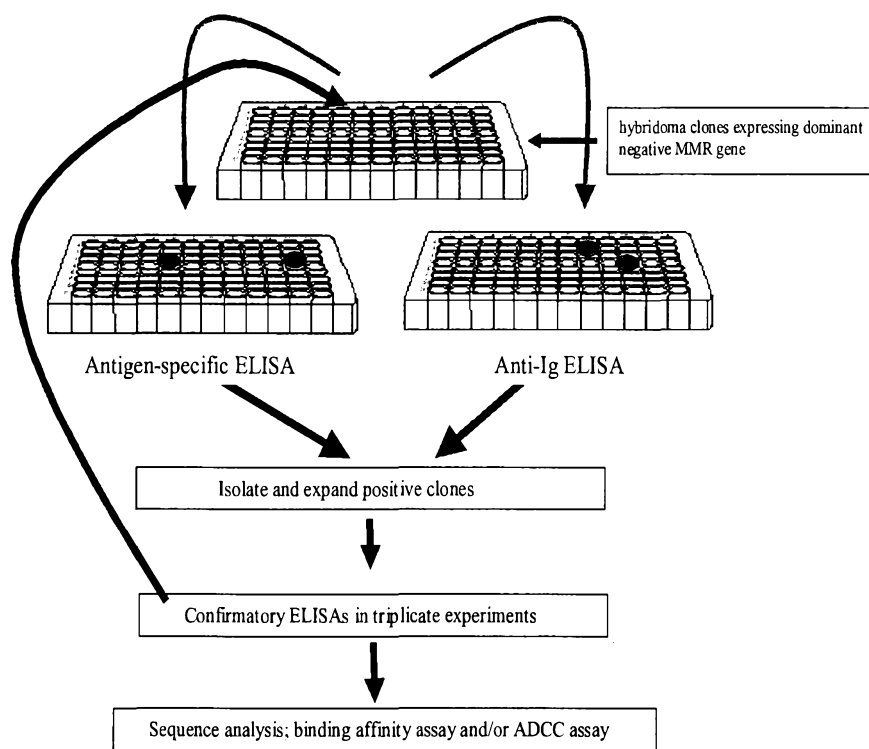 hybridoma clones expressing dominant
negative MMR gene
Antigen-specific ELISA
Anti-Ig ELISA
Isolate and expand positive clones
Confirmatory ELISAs in triplicate experiments
Sequence analysis; binding affinity assay and/or ADCC assay